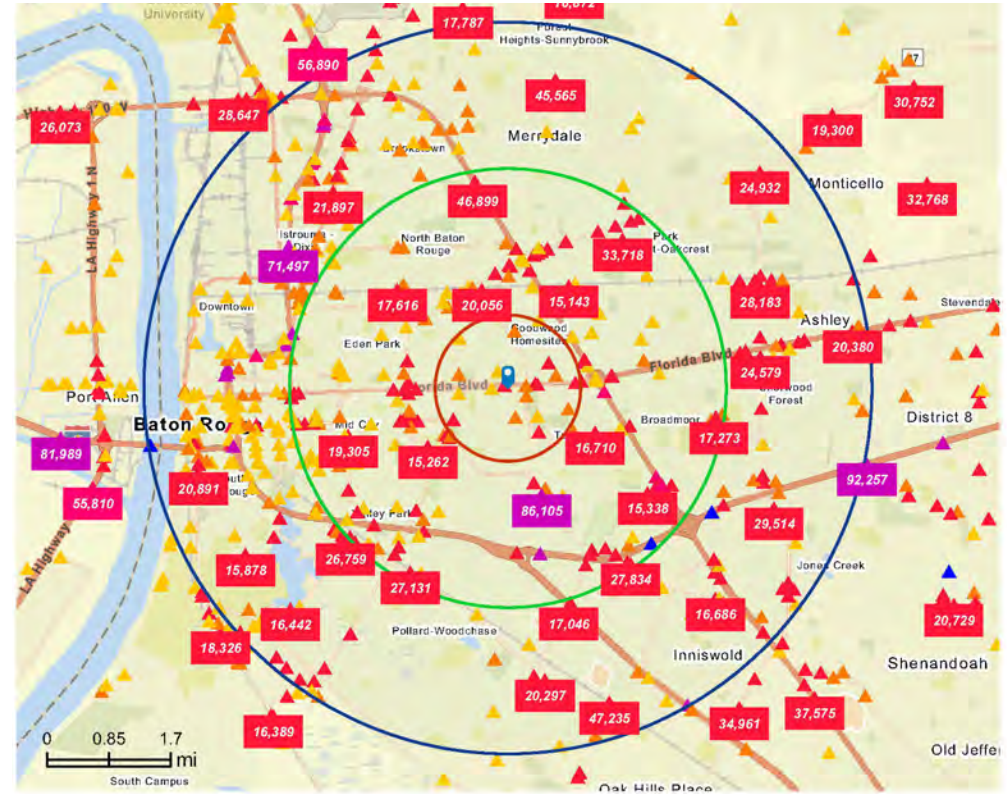 University
17,787
Heights-Sunnybrook
56,890
45,565
30,752
28,647
26,073
19,300
Merrydale
LA Highway 1 N
24,932
Monticello
32,768
46,899
21,897
North Baton
Rouge
33,718
Park
71,497
Downtown
17,616
20,056
15,143
28,183
Stevendale
Ashley
Goodwood
Homesites
Eden Park
20,380
Florida Blvd
24,579
Forest
Port Allen
Baton
Broadmoor
District 8
17,273
81,989
19,305
15,262
16,710
92,257
20,891
55,810
86,105
15,338
29,514
LA Highway
26,759
15,878
27,131
27,834
Jones Creek
16,686
20,729
16,442
17,046
Pollard-Woodchase
18,326
Inniswold
Shenandoah
20,297
47,235
34,961
37,575
16,389
0 0.85 1.7
mi
Old Jeffe
South Campus
Oak Hills Place